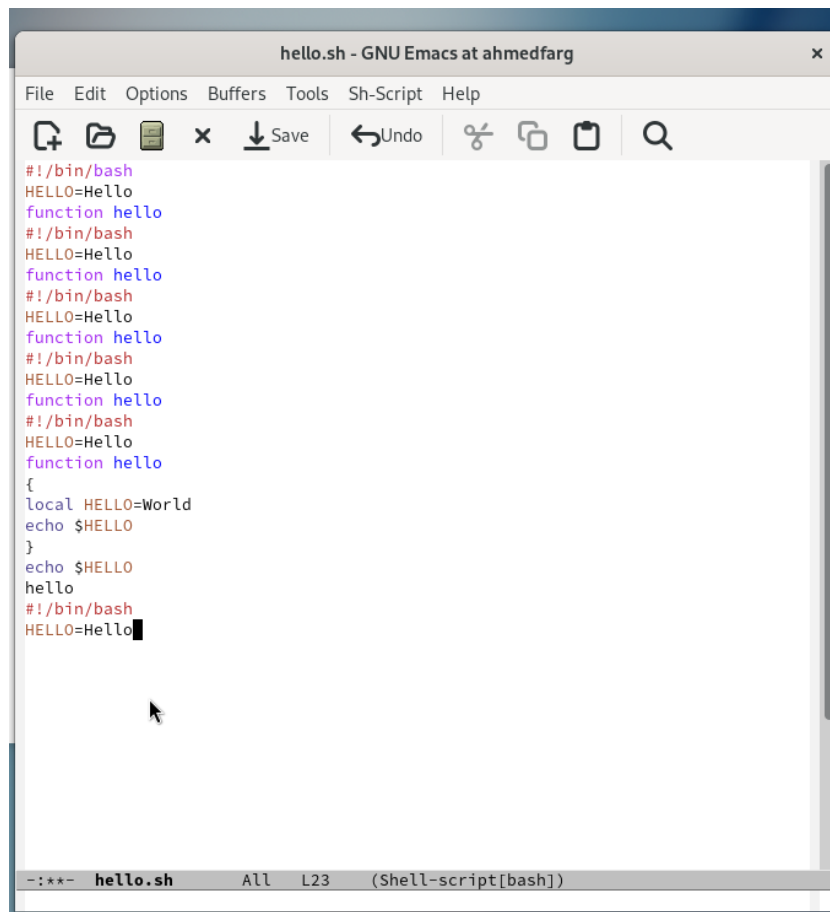 hello.sh - GNU Emacs at ahmedfarg
File Edit Options Buffers Tools Sh-Script Help
Save Undo
#!/bin/bash
HELLO=Hello
function hello
#!/bin/bash
HELLO=Hello
function hello
#!/bin/bash
HELLO=Hello
function hello
#!/bin/bash
HELLO=Hello
function hello
#!/bin/bash
HELLO=Hello
function hello
{
local HELLO=World
echo $HELLO
}
echo $HELLO
hello
#!/bin/bash
HELLO=Hello
-:**- hello.sh All L23 (Shell-script[bash])